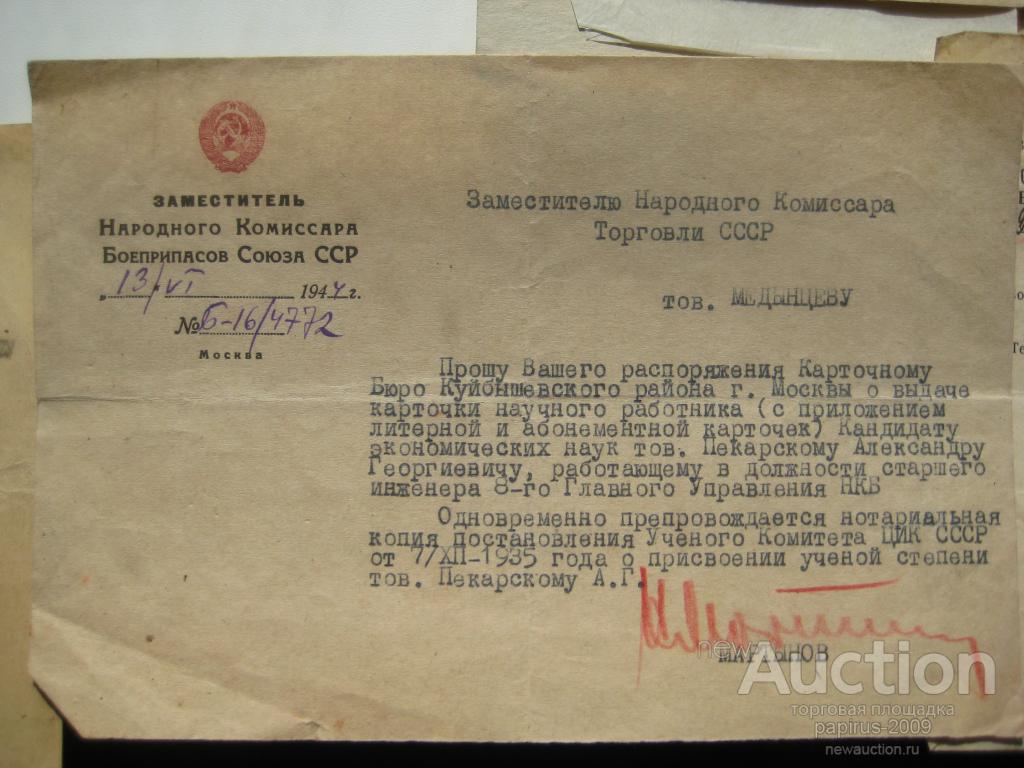 ЗАМЕСТИТЕЛЬ
Народного Комиссара
Боеприпасов Союза ССР
„13/VI 1944 г.
№ Б-16/4772
Москва
Заместителю Народного Комиссара
Торговли СССР
тов. МЕДЫНЦЕВУ
Прошу Вашего распоряжения Карточному
Бюро Куйбышевского района г. Москвы о выдаче
карточки научного работника (с приложением
литерной и абонементной карточек) Кандидату
экономических наук тов. Пекарскому Александру
Георгиевичу, работающему в должности старшего
инженера 8-го Главного Управления НКБ
Одновременно препровождается нотариальная
копия постановления Ученого Комитета ЦИК СССР
от 7/XII-1935 года о присвоении ученой степени
тов. Пекарскому А.Г.
МАРТЫНОВ
newAuction
торговая площадка
papirus-2009
newauction.ru